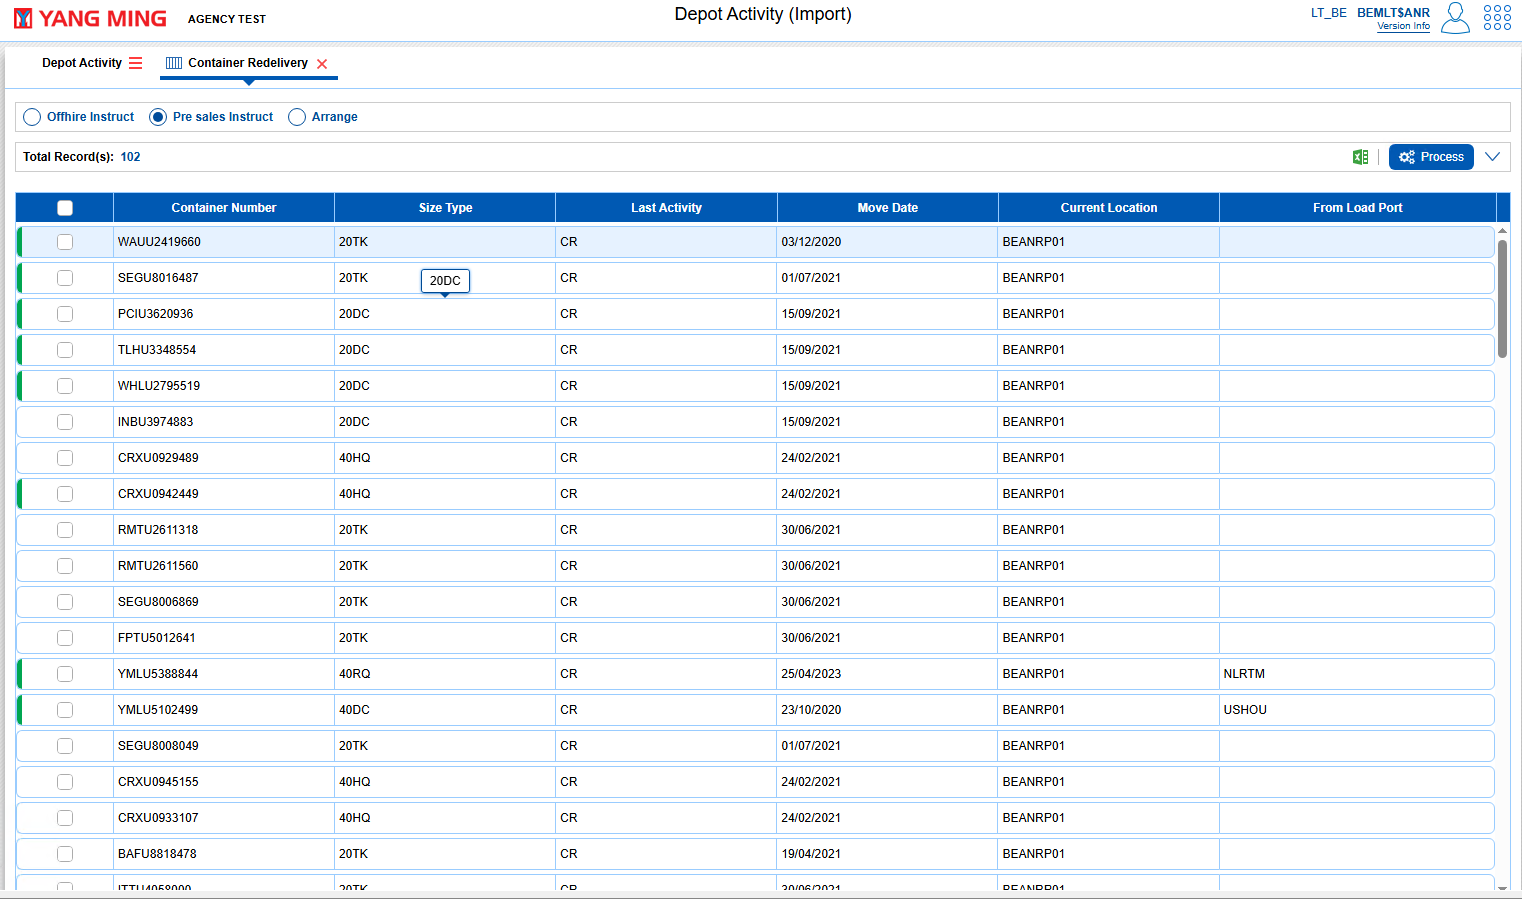 YANG MING AGENCY TEST Depot Activity (Import) LT_BE BEMLT$ANR
Version Info
Depot Activity Container Redelivery
Offhire Instruct Pre sales Instruct Arrange
Total Record(s): 102 Process
Container Number Size Type Last Activity Move Date Current Location From Load Port
WAUU2419660 20TK CR 03/12/2020 BEANRP01
SEGU8016487 20TK CR 01/07/2021 BEANRP01
20DC
PCIU3620936 20DC CR 15/09/2021 BEANRP01
TLHU3348554 20DC CR 15/09/2021 BEANRP01
WHLU2795519 20DC CR 15/09/2021 BEANRP01
INBU3974883 20DC CR 15/09/2021 BEANRP01
CRXU0929489 40HQ CR 24/02/2021 BEANRP01
CRXU0942449 40HQ CR 24/02/2021 BEANRP01
RMTU2611318 20TK CR 30/06/2021 BEANRP01
RMTU2611560 20TK CR 30/06/2021 BEANRP01
SEGU8006869 20TK CR 30/06/2021 BEANRP01
FPTU5012641 20TK CR 30/06/2021 BEANRP01
YMLU5388844 40RQ CR 25/04/2023 BEANRP01 NLRTM
YMLU5102499 40DC CR 23/10/2020 BEANRP01 USHOU
SEGU8008049 20TK CR 01/07/2021 BEANRP01
CRXU0945155 40HQ CR 24/02/2021 BEANRP01
CRXU0933107 40HQ CR 24/02/2021 BEANRP01
BAFU8818478 20TK CR 19/04/2021 BEANRP01
20TK CR 30/06/2021 BEANRP01